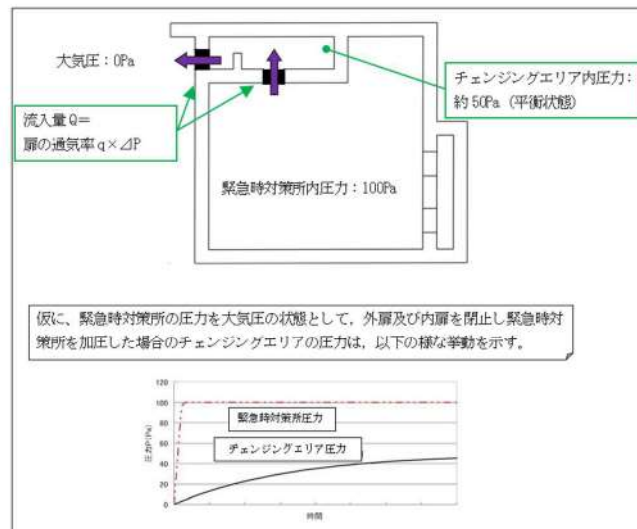 大気圧：0Pa
チェンジングエリア内圧力：
約50Pa（平衡状態）
流入量Q＝
扉の通気率q×⊿P
緊急時対策所内圧力：100Pa
仮に、緊急時対策所の圧力を大気圧の状態として，外扉及び内扉を閉止し緊急時対
策所を加圧した場合のチェンジングエリアの圧力は，以下の様な挙動を示す。
120
100
80
60
40
20
0
圧力P(Pa)
緊急時対策所圧力
チェンジングエリア圧力
時間